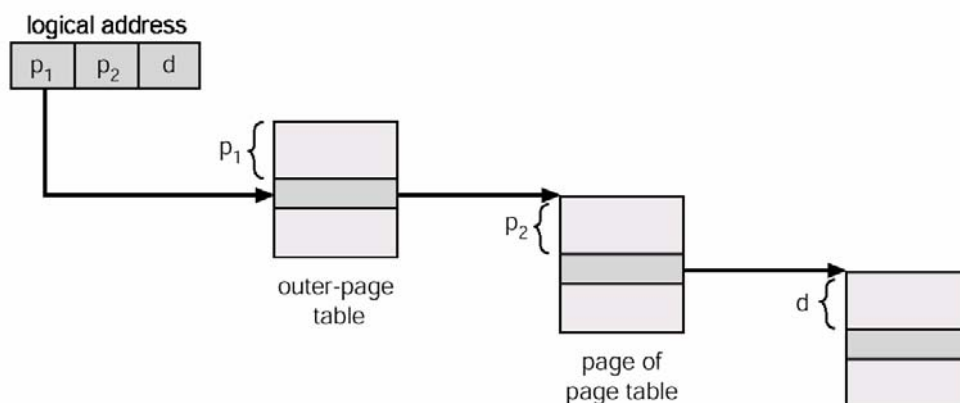 logical address
p₁ p₂ d
p₁
outer-page
table
p₂
page of
page table
d